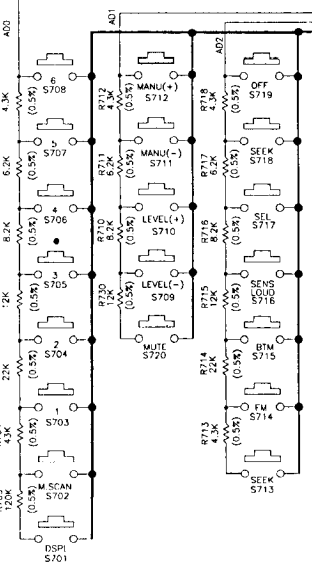 AD0
AD1
AD2
6
S708
4.3K
(0.5%)
5
S707
6.2K
(0.5%)
4
S706
8.2K
(0.5%)
3
S705
12K
(0.5%)
2
S704
22K
(0.5%)
1
S703
43K
(0.5%)
M.SCAN
S702
120K
(0.5%)
DSPL
S701
MANU(+)
S712
R712
4.3K
(0.5%)
MANU(-)
S711
R711
6.2K
(0.5%)
LEVEL(+)
S710
R710
8.2K
(0.5%)
LEVEL(-)
S709
R730
12K
(0.5%)
MUTE
S720
OFF
S719
R718
4.3K
(0.5%)
SEEK
S718
R717
6.2K
(0.5%)
SEL
S717
R716
8.2K
(0.5%)
SENS
LOUD
S716
R715
12K
(0.5%)
BTM
S715
R714
22K
(0.5%)
FM
S714
R713
4.3K
(0.5%)
SEEK
S713